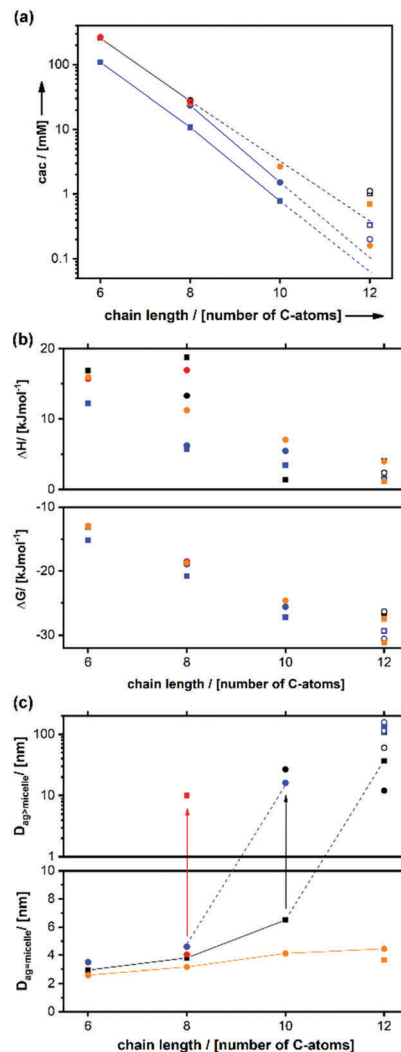 (a)
cac / [mM]
100
10
1
0.1
6 8 10 12
chain length / [number of C-atoms]
(b)
ΔH/ [kJmol⁻¹]
20
10
0
ΔG/ [kJmol⁻¹]
-10
-20
-30
6 8 10 12
chain length / [number of C-atoms]
(c)
D_ag>micelle/ [nm]
100
10
1
D_ag=micelle/ [nm]
10
8
6
4
2
0
6 8 10 12
chain length / [number of C-atoms]